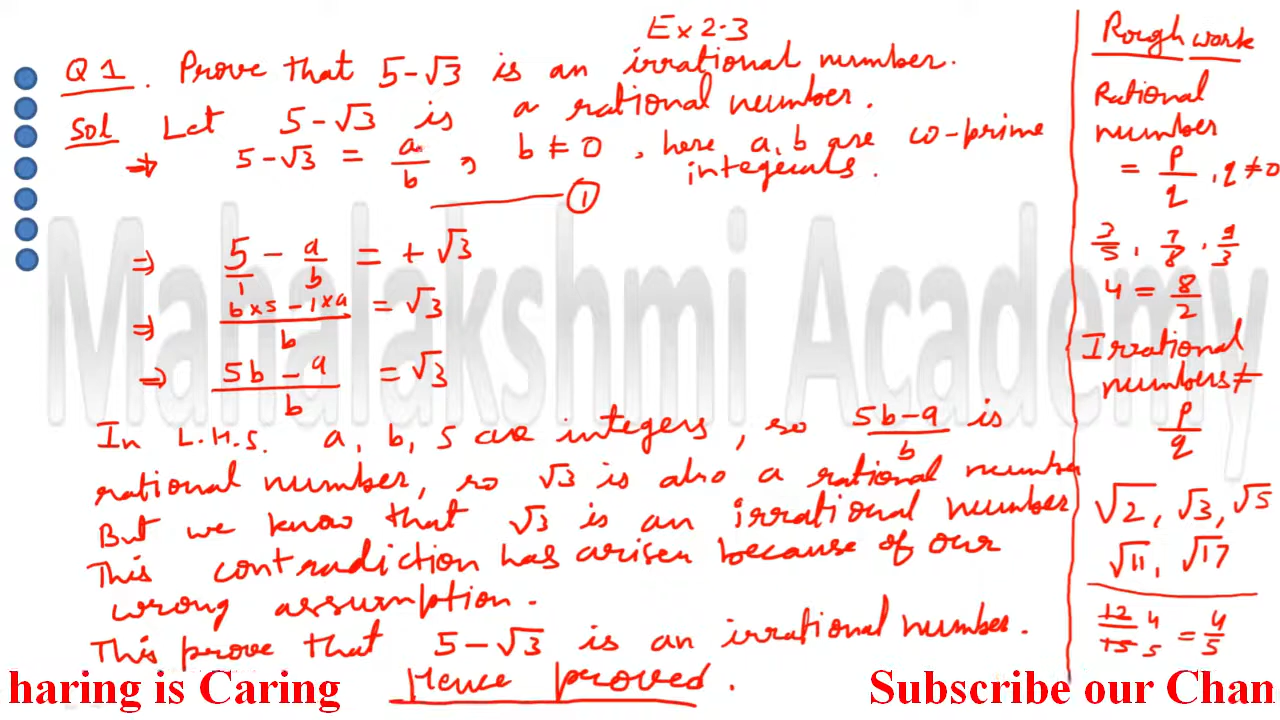 Ex 2.3
Q1. Prove that 5-√3 is an irrational number.
Sol Let 5-√3 is a rational number.
⇒ 5-√3 = a/b, b≠0, here a, b are co-prime
integerals.
①
⇒ 5/1 - a/b = +√3
⇒ (b×5-1×a)/b = √3
⇒ (5b-a)/b = √3
In L.H.S. a, b, 5 are integers, so (5b-a)/b is
rational number, so √3 is also a rational number
But we know that √3 is an irrational number
This contradiction has arisen because of our
wrong assumption.
This prove that 5-√3 is an irrational number.
Hence proved.
Rough work
Rational
number
= p/q, q≠0
3/5, 7/8, 9/3
4 = 8/2
Irrational
numbers≠
p/q
√2, √3, √5
√11, √17
12/15 4/5 = 4/5
Mahalakshmi Academy
haring is Caring
Subscribe our Chan